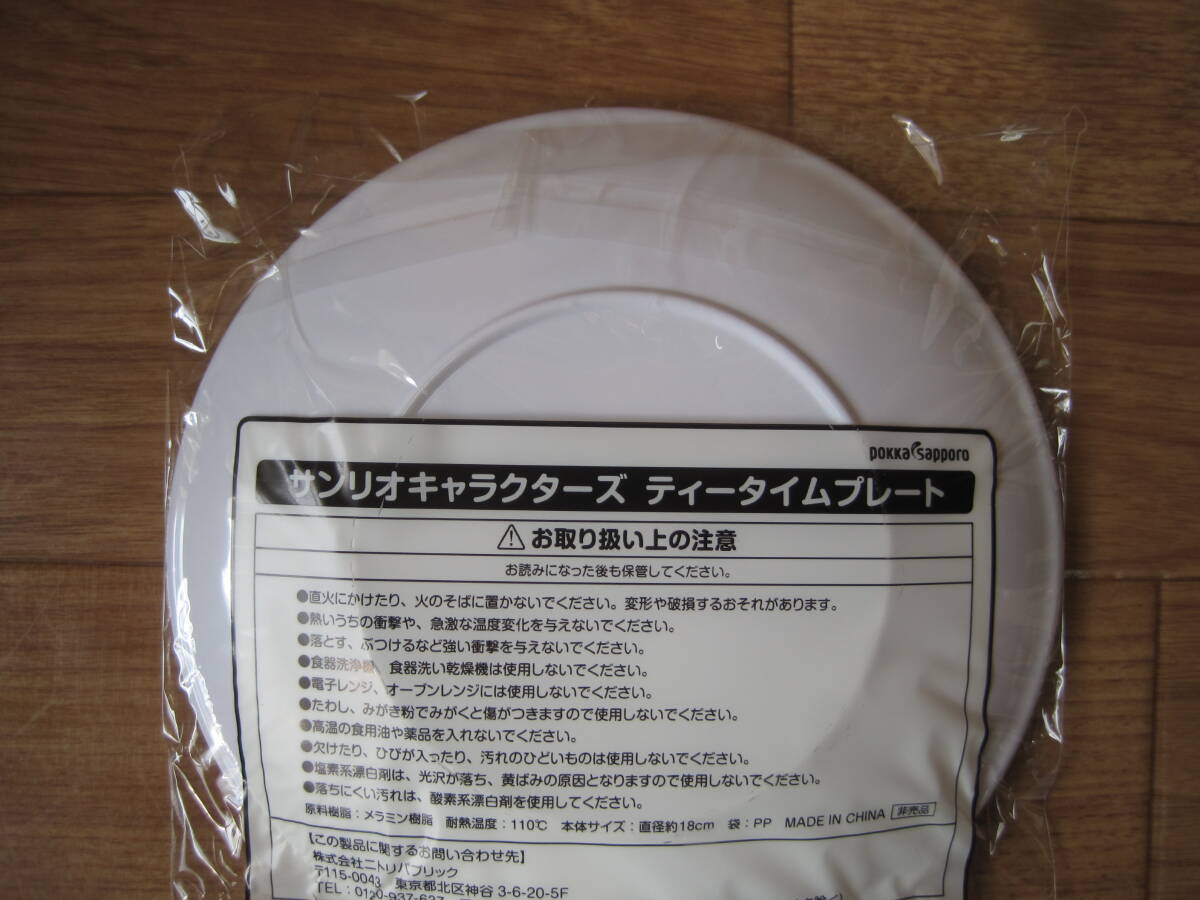 pokka sapporo
サンリオキャラクターズ ティータイムプレート
お取り扱い上の注意
お読みになった後も保管してください。
●直火にかけたり、火のそばに置かないでください。変形や破損するおそれがあります。
●熱いうちの衝撃や、急激な温度変化を与えないでください。
●落とす、ぶつけるなど強い衝撃を与えないでください。
●食器洗浄機 食器洗い乾燥機は使用しないでください。
●電子レンジ、オーブンレンジには使用しないでください。
●たわし、みがき粉でみがくと傷がつきますので使用しないでください。
●高温の食用油や薬品を入れないでください。
●欠けたり、ひびが入ったり、汚れのひどいものは使用しないでください。
●塩素系漂白剤は、光沢が落ち、黄ばみの原因となりますので使用しないでください。
●落ちにくい汚れは、酸素系漂白剤を使用してください。
原料樹脂：メラミン樹脂 耐熱温度：110℃ 本体サイズ：直径約18cm 袋：PP MADE IN CHINA 非売品
【この製品に関するお問い合わせ先】
株式会社ニトリパブリック
〒115-0043 東京都北区神谷 3-6-20-5F
TEL：0120-937-637